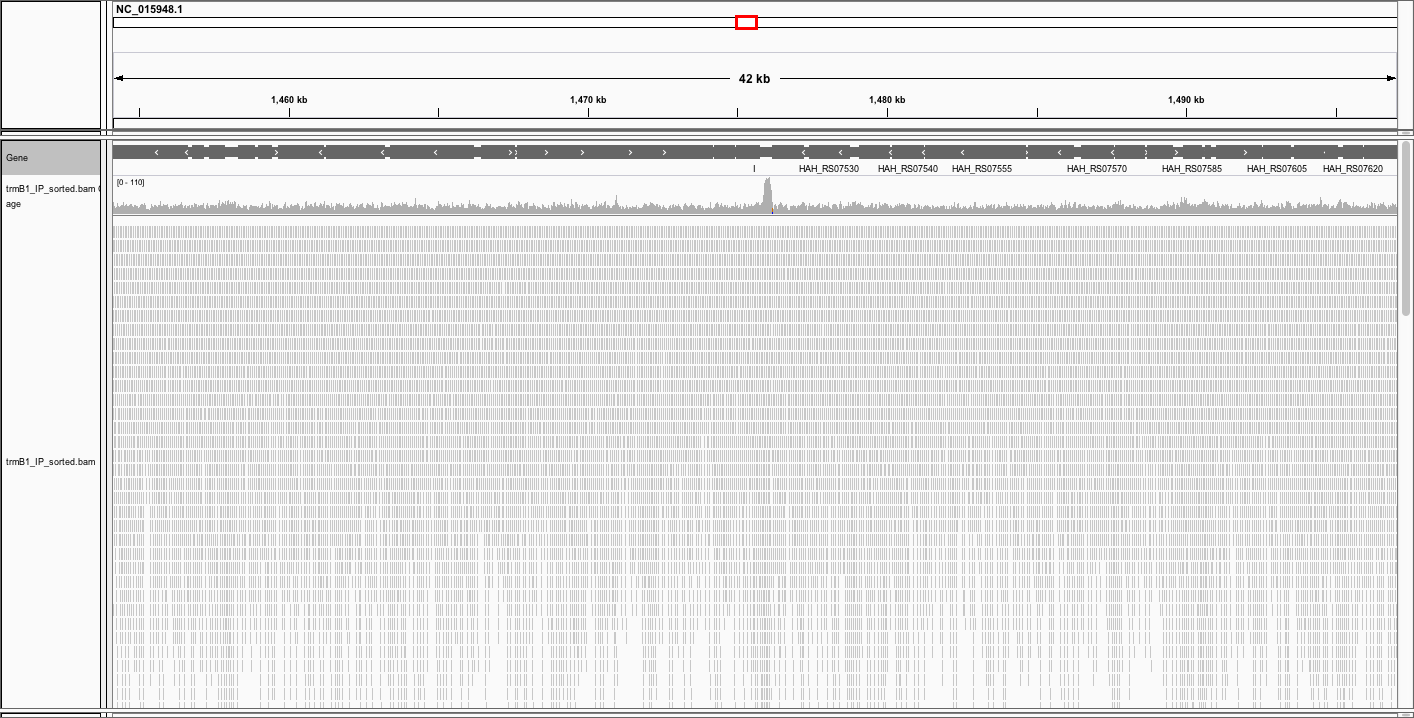 NC_015948.1
42 kb
1,460 kb 1,470 kb 1,480 kb 1,490 kb
Gene
I HAH_RS07530 HAH_RS07540 HAH_RS07555 HAH_RS07570 HAH_RS07585 HAH_RS07605 HAH_RS07620
trmB1_IP_sorted.bam
age
[0 - 110]
trmB1_IP_sorted.bam